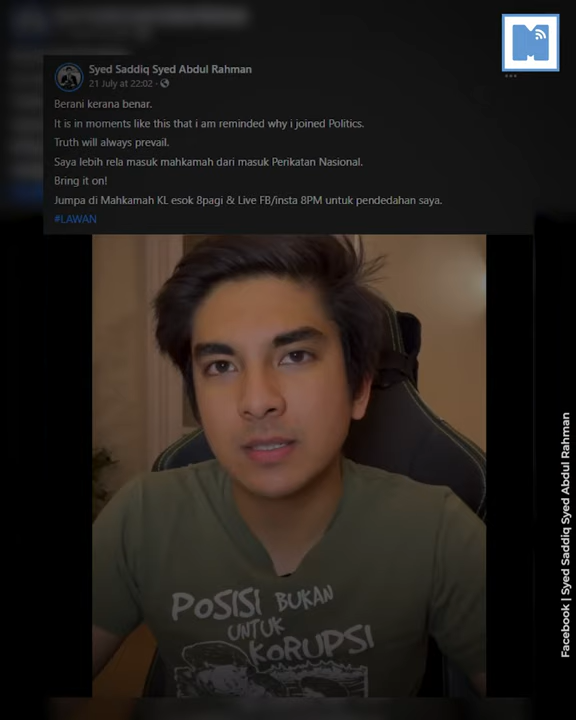 Syed Saddiq Syed Abdul Rahman
21 July at 22:02 ·
Berani kerana benar.
It is in moments like this that i am reminded why i joined Politics.
Truth will always prevail.
Saya lebih rela masuk mahkamah dari masuk Perikatan Nasional.
Bring it on!
Jumpa di Mahkamah KL esok 8pagi & Live FB/insta 8PM untuk pendedahan saya.
#LAWAN
POSISI BUKAN
UNTUK
KORUPSI
Facebook | Syed Saddiq Syed Abdul Rahman